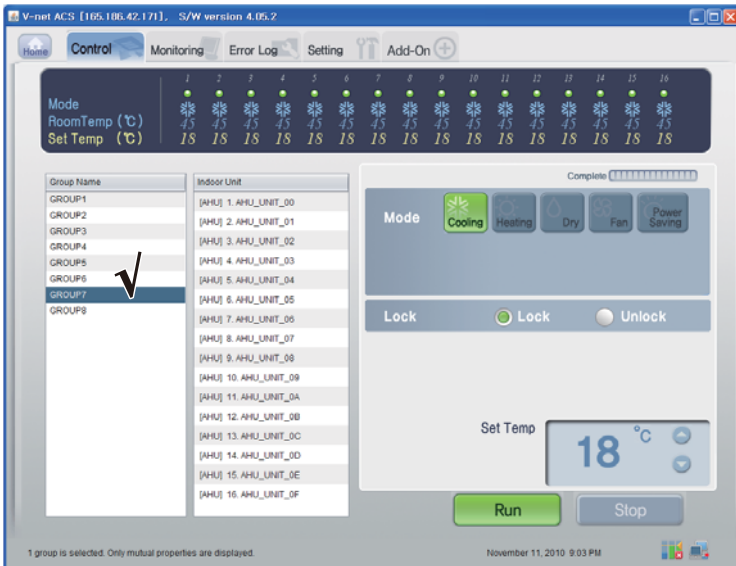 V-net ACS [165.186.42.171], S/W version 4.05.2
Home Control Monitoring Error Log Setting Add-On
1 2 3 4 5 6 7 8 9 10 11 12 13 14 15 16
Mode
RoomTemp (℃) 45 45 45 45 45 45 45 45 45 45 45 45 45 45 45 45
Set Temp (℃) 18 18 18 18 18 18 18 18 18 18 18 18 18 18 18 18
Complete
Group Name
GROUP1
GROUP2
GROUP3
GROUP4
GROUP5
GROUP6
GROUP7 √
GROUP8
Indoor Unit
[AHU] 1. AHU_UNIT_00
[AHU] 2. AHU_UNIT_01
[AHU] 3. AHU_UNIT_02
[AHU] 4. AHU_UNIT_03
[AHU] 5. AHU_UNIT_04
[AHU] 6. AHU_UNIT_05
[AHU] 7. AHU_UNIT_06
[AHU] 8. AHU_UNIT_07
[AHU] 9. AHU_UNIT_08
[AHU] 10. AHU_UNIT_09
[AHU] 11. AHU_UNIT_0A
[AHU] 12. AHU_UNIT_0B
[AHU] 13. AHU_UNIT_0C
[AHU] 14. AHU_UNIT_0D
[AHU] 15. AHU_UNIT_0E
[AHU] 16. AHU_UNIT_0F
Mode Cooling Heating Dry Fan Power
Saving
Lock Lock Unlock
Set Temp 18 °C
Run Stop
1 group is selected. Only mutual properties are displayed. November 11, 2010 9:03 PM